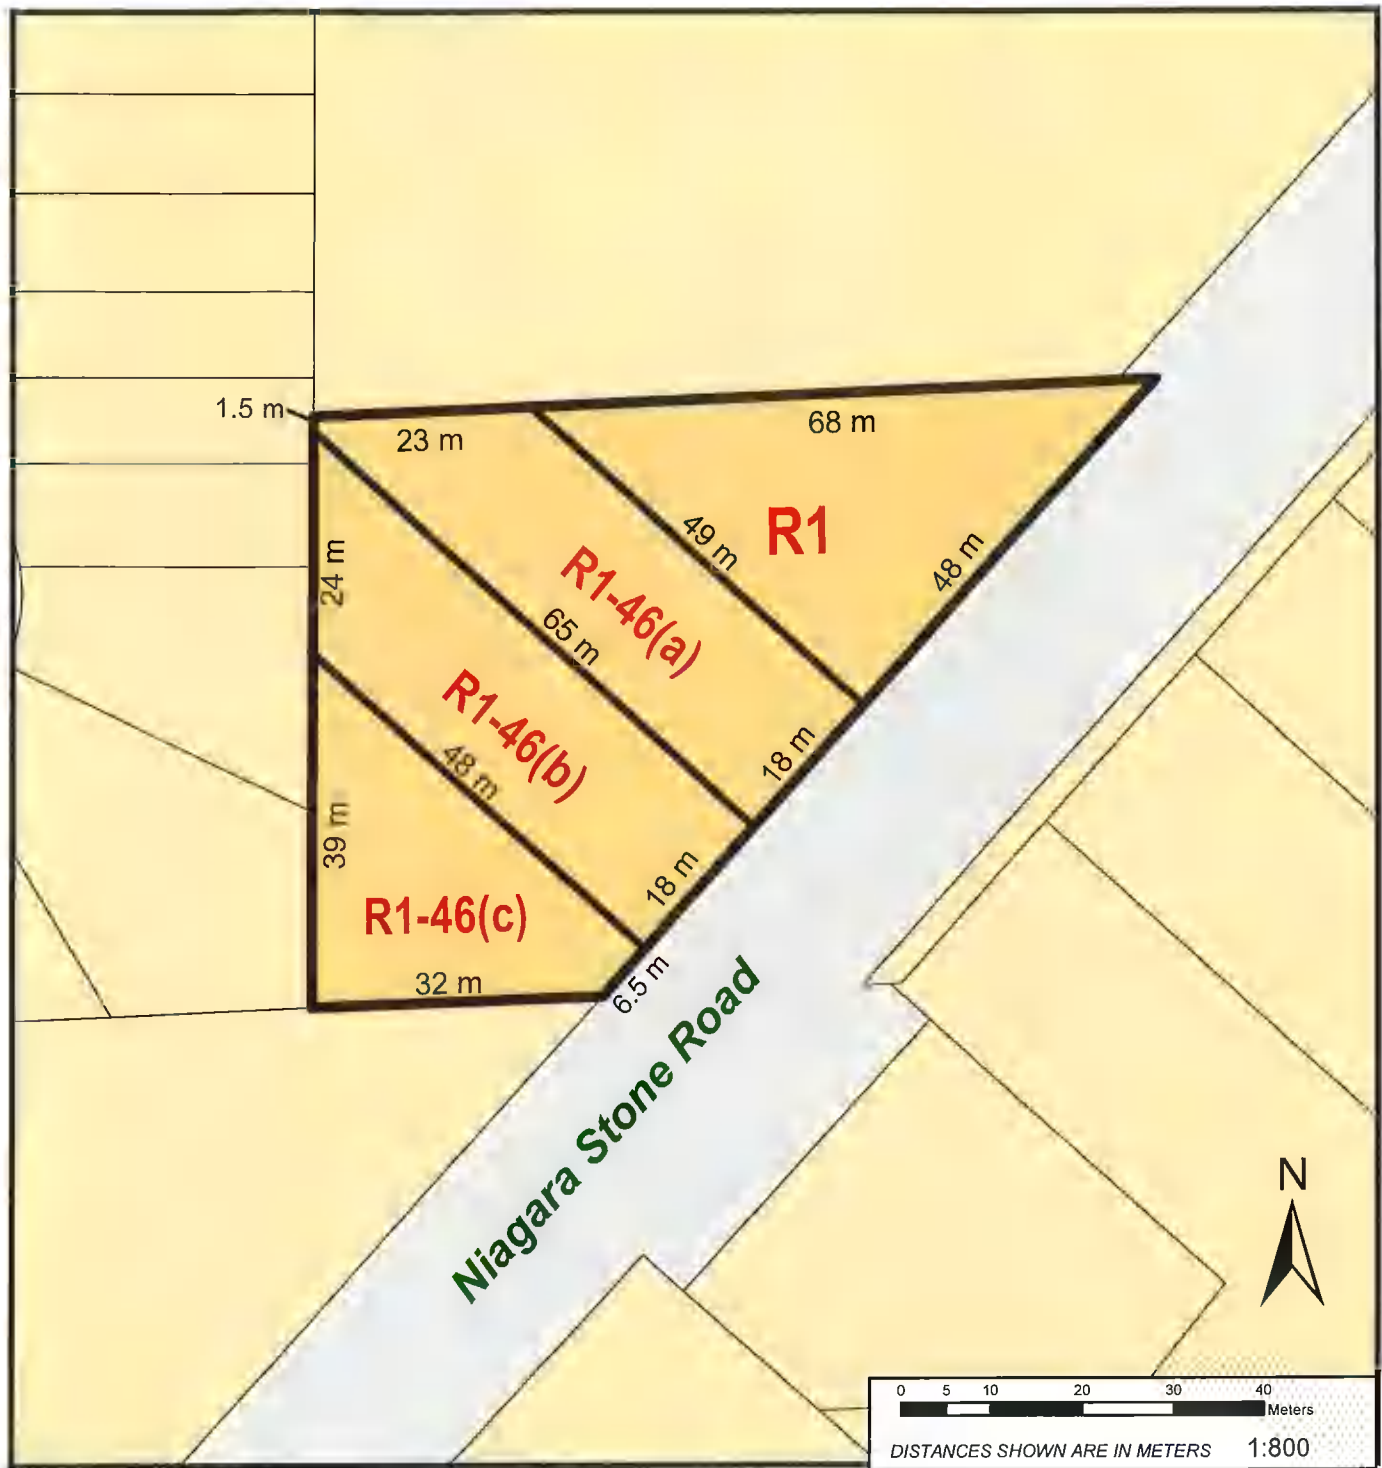 1.5 m
23 m
68 m
R1
49 m
48 m
24 m
R1-46(a)
65 m
R1-46(b)
18 m
48 m
39 m
18 m
R1-46(c)
32 m
6.5 m
Niagara Stone Road
N
0 5 10 20 30 40
Meters
DISTANCES SHOWN ARE IN METERS 1:800